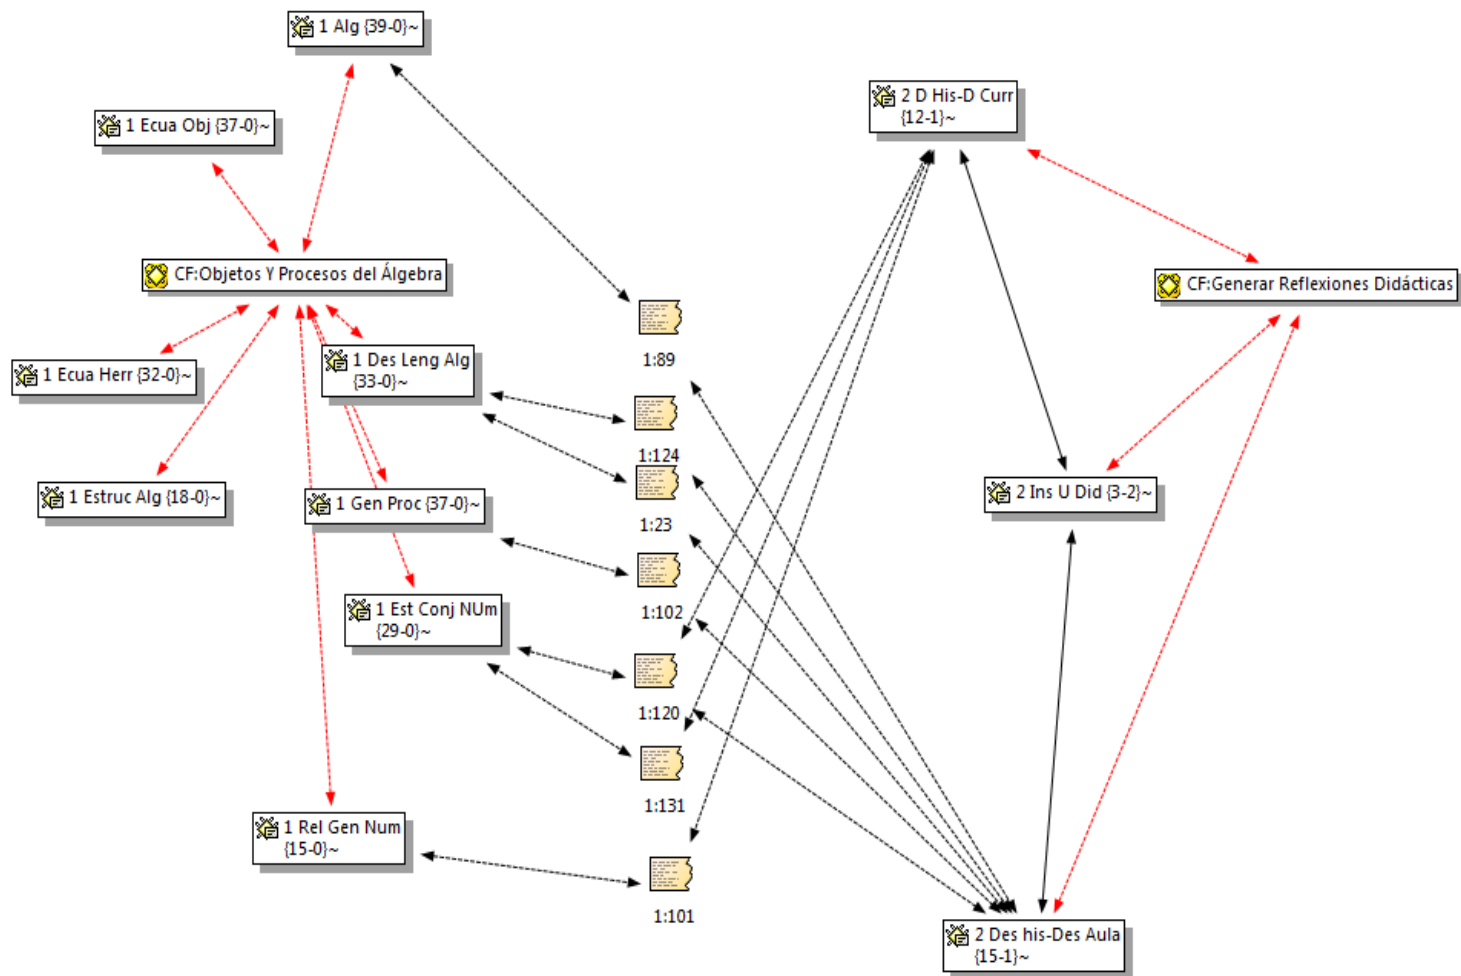 1 Alg {39-0}~
2 D His-D Curr
{12-1}~
1 Ecua Obj {37-0}~
CF:Objetos Y Procesos del Álgebra
CF:Generar Reflexiones Didácticas
1:89
1 Des Leng Alg
{33-0}~
1 Ecua Herr {32-0}~
1:124
1 Estruc Alg {18-0}~
1 Gen Proc {37-0}~
2 Ins U Did {3-2}~
1:23
1:102
1 Est Conj NUm
{29-0}~
1:120
1:131
1 Rel Gen Num
{15-0}~
1:101
2 Des his-Des Aula
{15-1}~